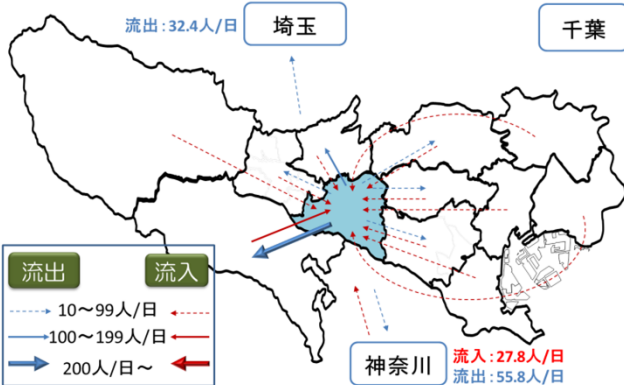 流出:32.4人/日
埼玉
千葉
流出
流入
10～99人/日
100～199人/日
200人/日～
神奈川
流入:27.8人/日
流出:55.8人/日